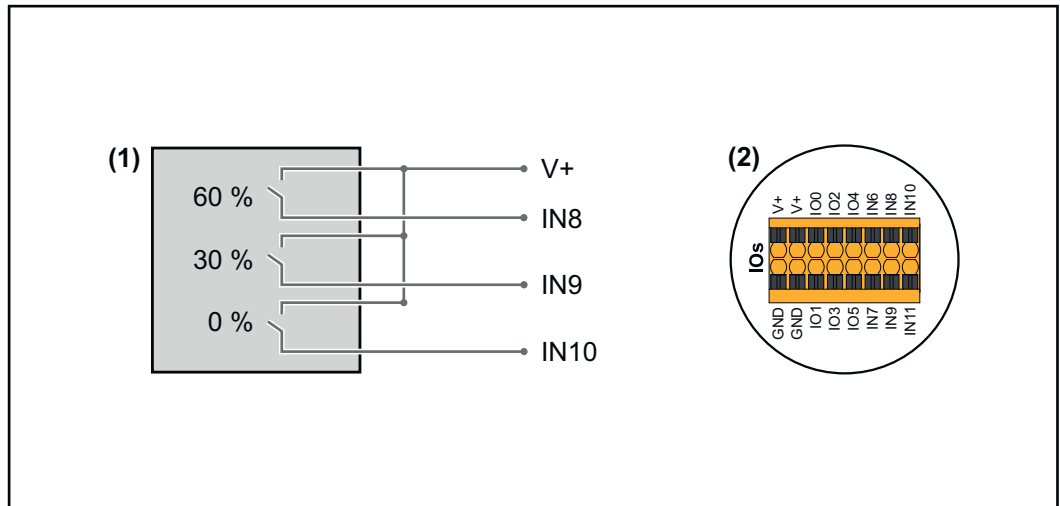 (1)
60 %
30 %
0 %
V+
IN8
IN9
IN10
(2)
V+
V+
IO0
IO2
IO4
IN6
IN8
IN10
IOs
GND
GND
IO1
IO3
IO5
IN7
IN9
IN11